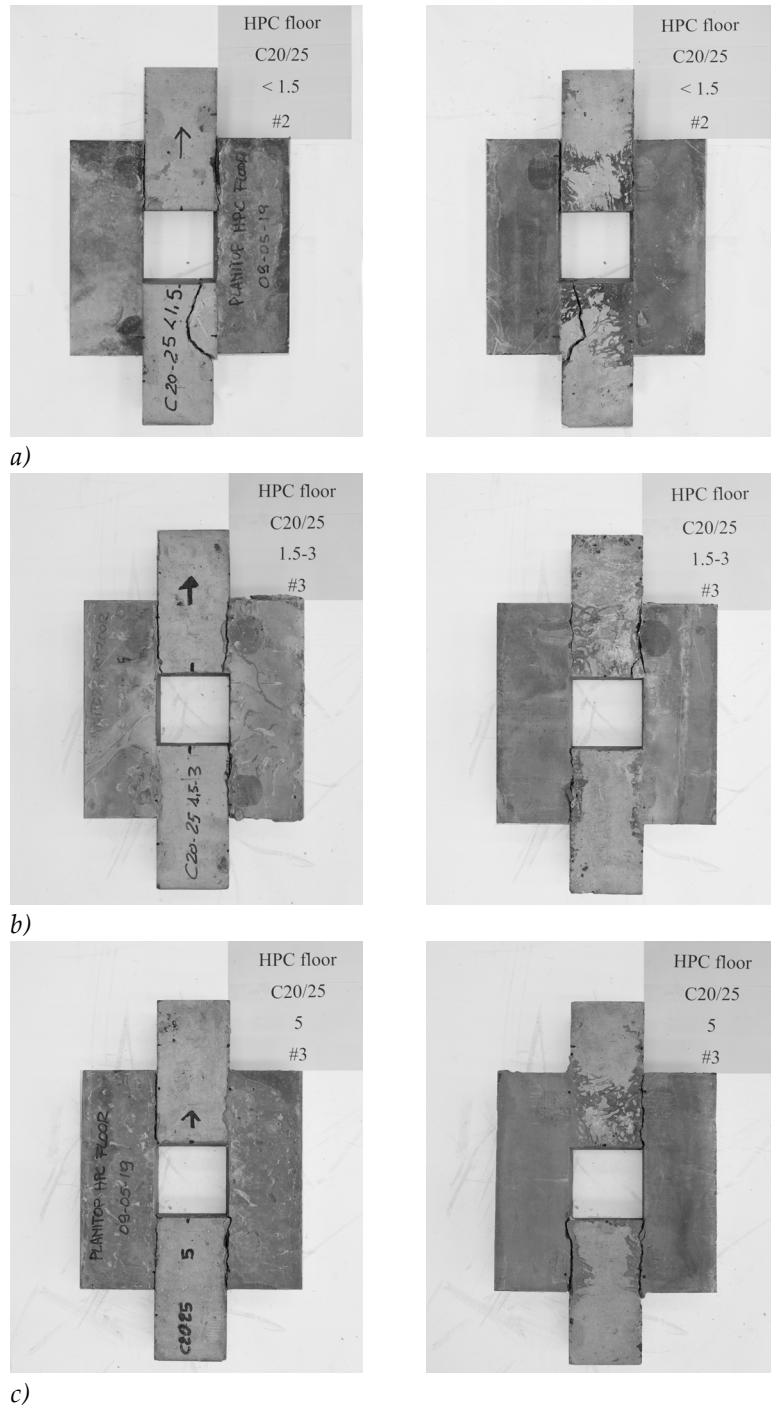 HPC floor
C20/25
< 1.5
#2
PLANITOP HPC FLOOR
09-05-19
C20-25 <1,5
HPC floor
C20/25
< 1.5
#2
a)
HPC floor
C20/25
1.5-3
#3
C20-25 1,5-3
HPC floor
C20/25
1.5-3
#3
b)
HPC floor
C20/25
5
#3
PLANITOP HPC FLOOR
09-05-19
5
C2025
HPC floor
C20/25
5
#3
c)